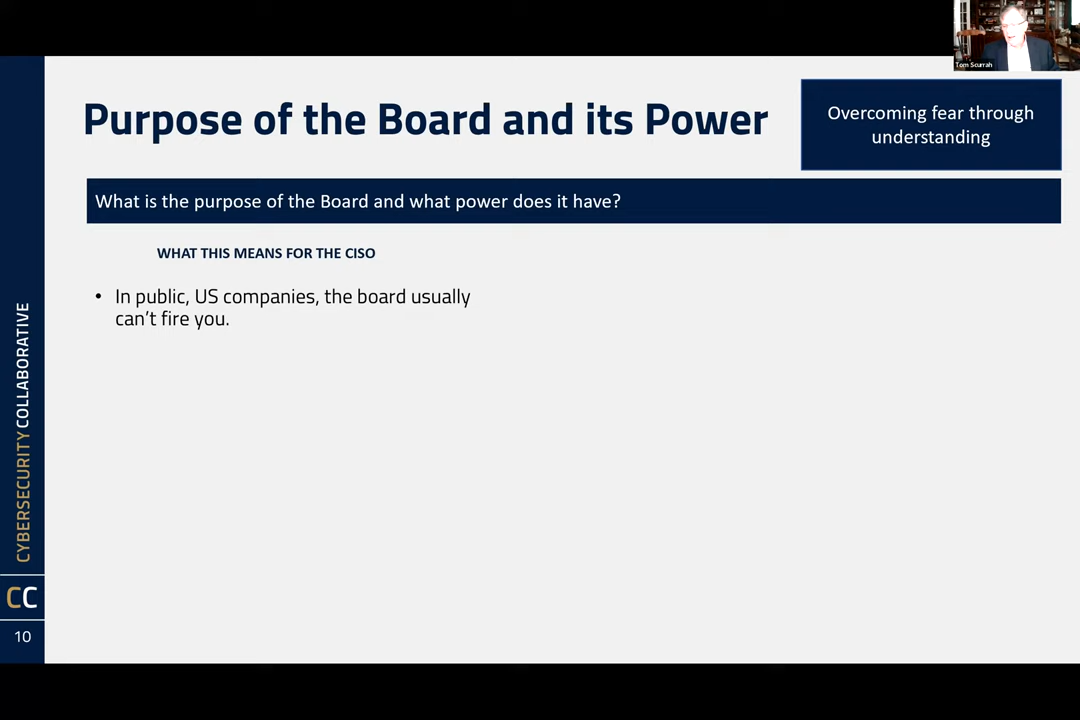 Tom Scurrah
Purpose of the Board and its Power
Overcoming fear through
understanding
What is the purpose of the Board and what power does it have?
WHAT THIS MEANS FOR THE CISO
• In public, US companies, the board usually
can’t fire you.
CYBERSECURITY COLLABORATIVE
CC
10